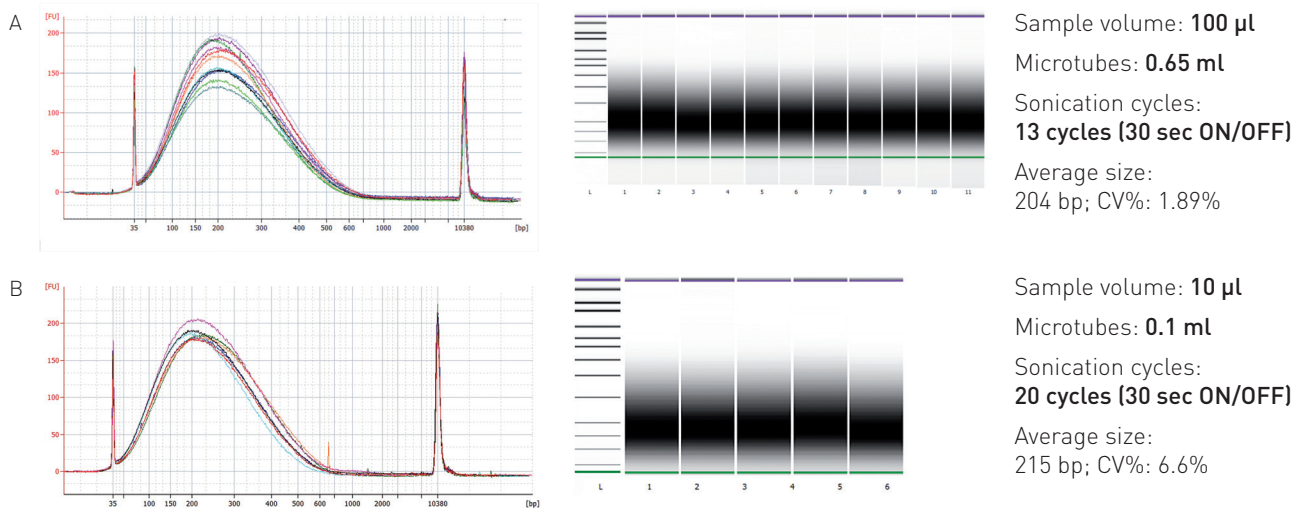 A
[FU]
200
150
100
50
0
35 100 150 200 300 400 500 600 1000 2000 10380 [bp]
L 1 2 3 4 5 6 7 8 9 10 11
Sample volume: 100 µl
Microtubes: 0.65 ml
Sonication cycles:
13 cycles (30 sec ON/OFF)
Average size:
204 bp; CV%: 1.89%
B
[FU]
200
150
100
50
0
35 100 150 200 300 400 500 600 1000 2000 10380 [bp]
L 1 2 3 4 5 6
Sample volume: 10 µl
Microtubes: 0.1 ml
Sonication cycles:
20 cycles (30 sec ON/OFF)
Average size:
215 bp; CV%: 6.6%